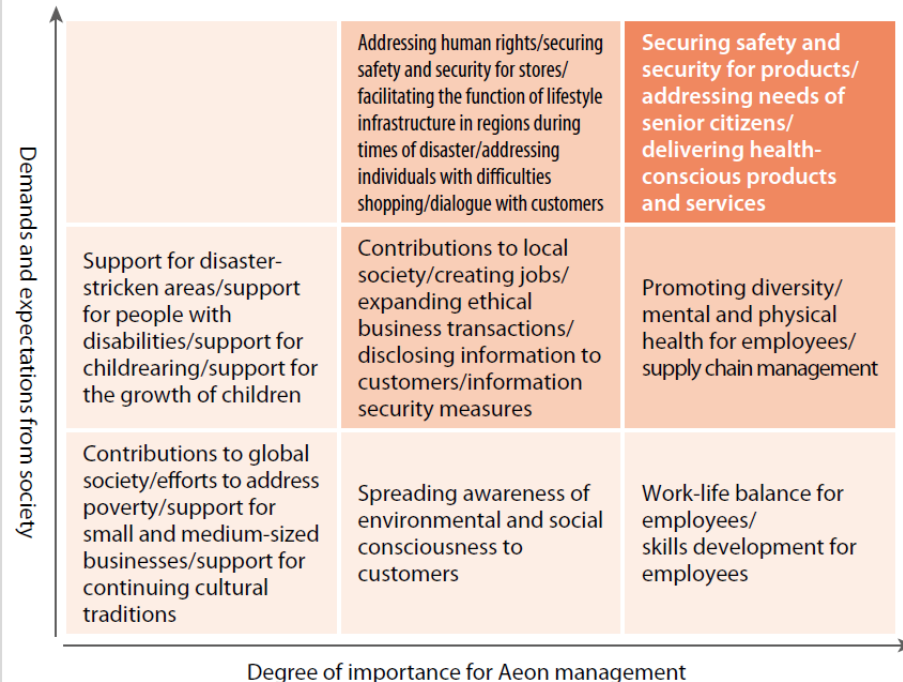 Demands and expectations from society
Addressing human rights/securing
safety and security for stores/
facilitating the function of lifestyle
infrastructure in regions during
times of disaster/addressing
individuals with difficulties
shopping/dialogue with customers
Securing safety and
security for products/
addressing needs of
senior citizens/
delivering health-
conscious products
and services
Support for disaster-
stricken areas/support
for people with
disabilities/support for
childrearing/support for
the growth of children
Contributions to local
society/creating jobs/
expanding ethical
business transactions/
disclosing information to
customers/information
security measures
Promoting diversity/
mental and physical
health for employees/
supply chain management
Contributions to global
society/efforts to address
poverty/support for
small and medium-sized
businesses/support for
continuing cultural
traditions
Spreading awareness of
environmental and social
consciousness to
customers
Work-life balance for
employees/
skills development for
employees
Degree of importance for Aeon management